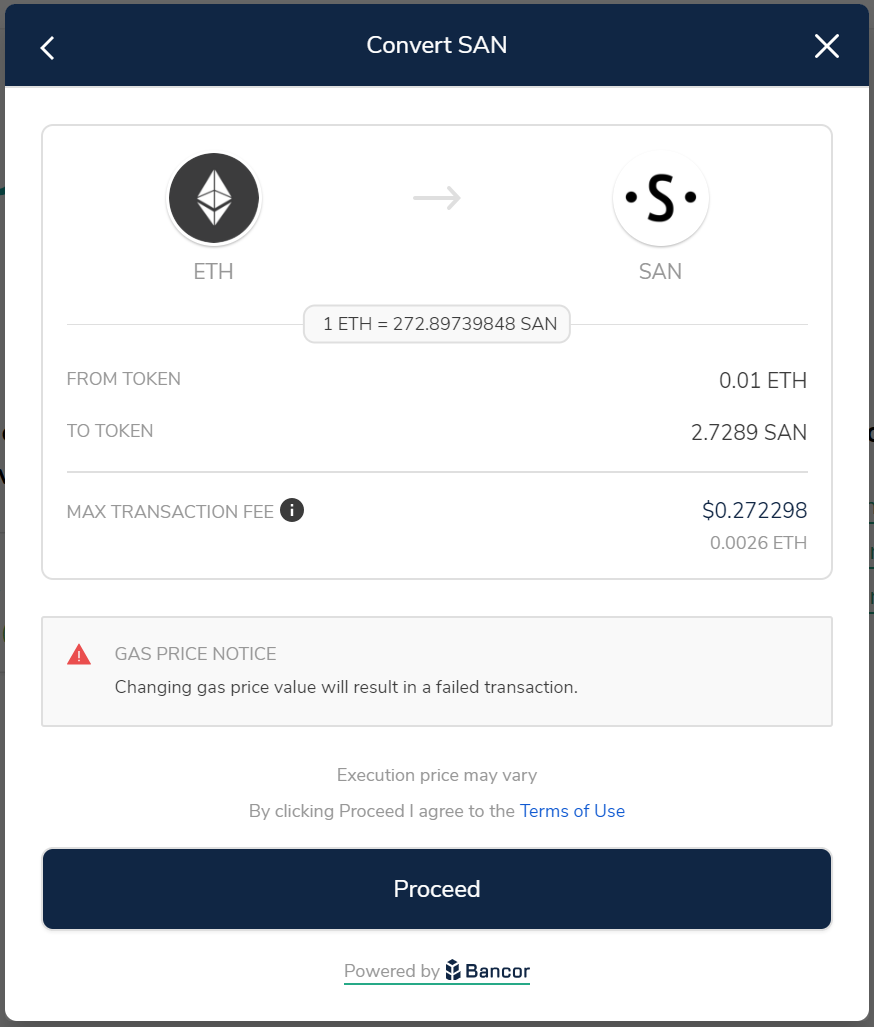 Convert SAN
·S·
ETH
SAN
1 ETH = 272.89739848 SAN
FROM TOKEN
0.01 ETH
TO TOKEN
2.7289 SAN
MAX TRANSACTION FEE i
$0.272298
0.0026 ETH
GAS PRICE NOTICE
Changing gas price value will result in a failed transaction.
Execution price may vary
By clicking Proceed I agree to the Terms of Use
Proceed
Powered by Bancor